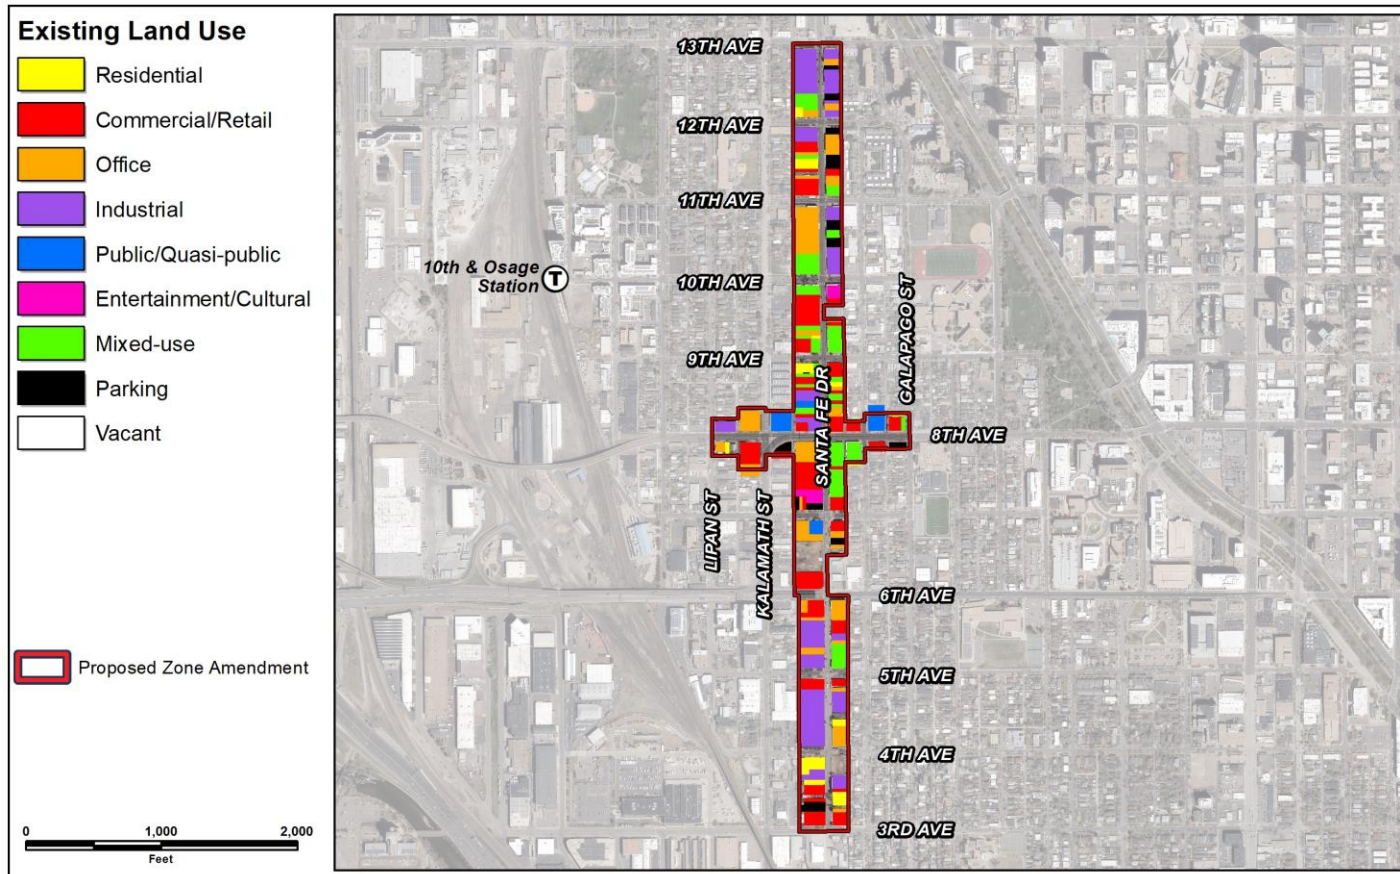 Existing Land Use
Residential
Commercial/Retail
Office
Industrial
Public/Quasi-public
Entertainment/Cultural
Mixed-use
Parking
Vacant
Proposed Zone Amendment
0 1,000 2,000
Feet
13TH AVE
12TH AVE
11TH AVE
10th & Osage
Station
T
10TH AVE
9TH AVE
GALAPAGO ST
SANTA FE DR
8TH AVE
LIPAN ST
KALAMATH ST
6TH AVE
5TH AVE
4TH AVE
3RD AVE